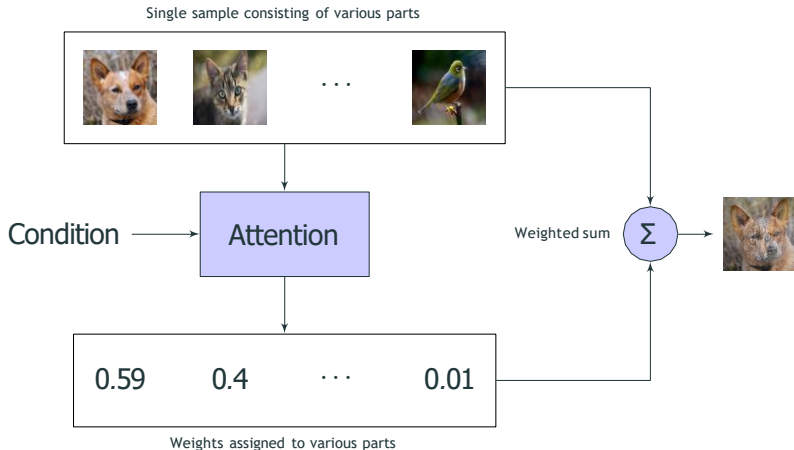 Single sample consisting of various parts
. . .
Condition
Attention
Weighted sum
Σ
0.59 0.4 . . . 0.01
Weights assigned to various parts